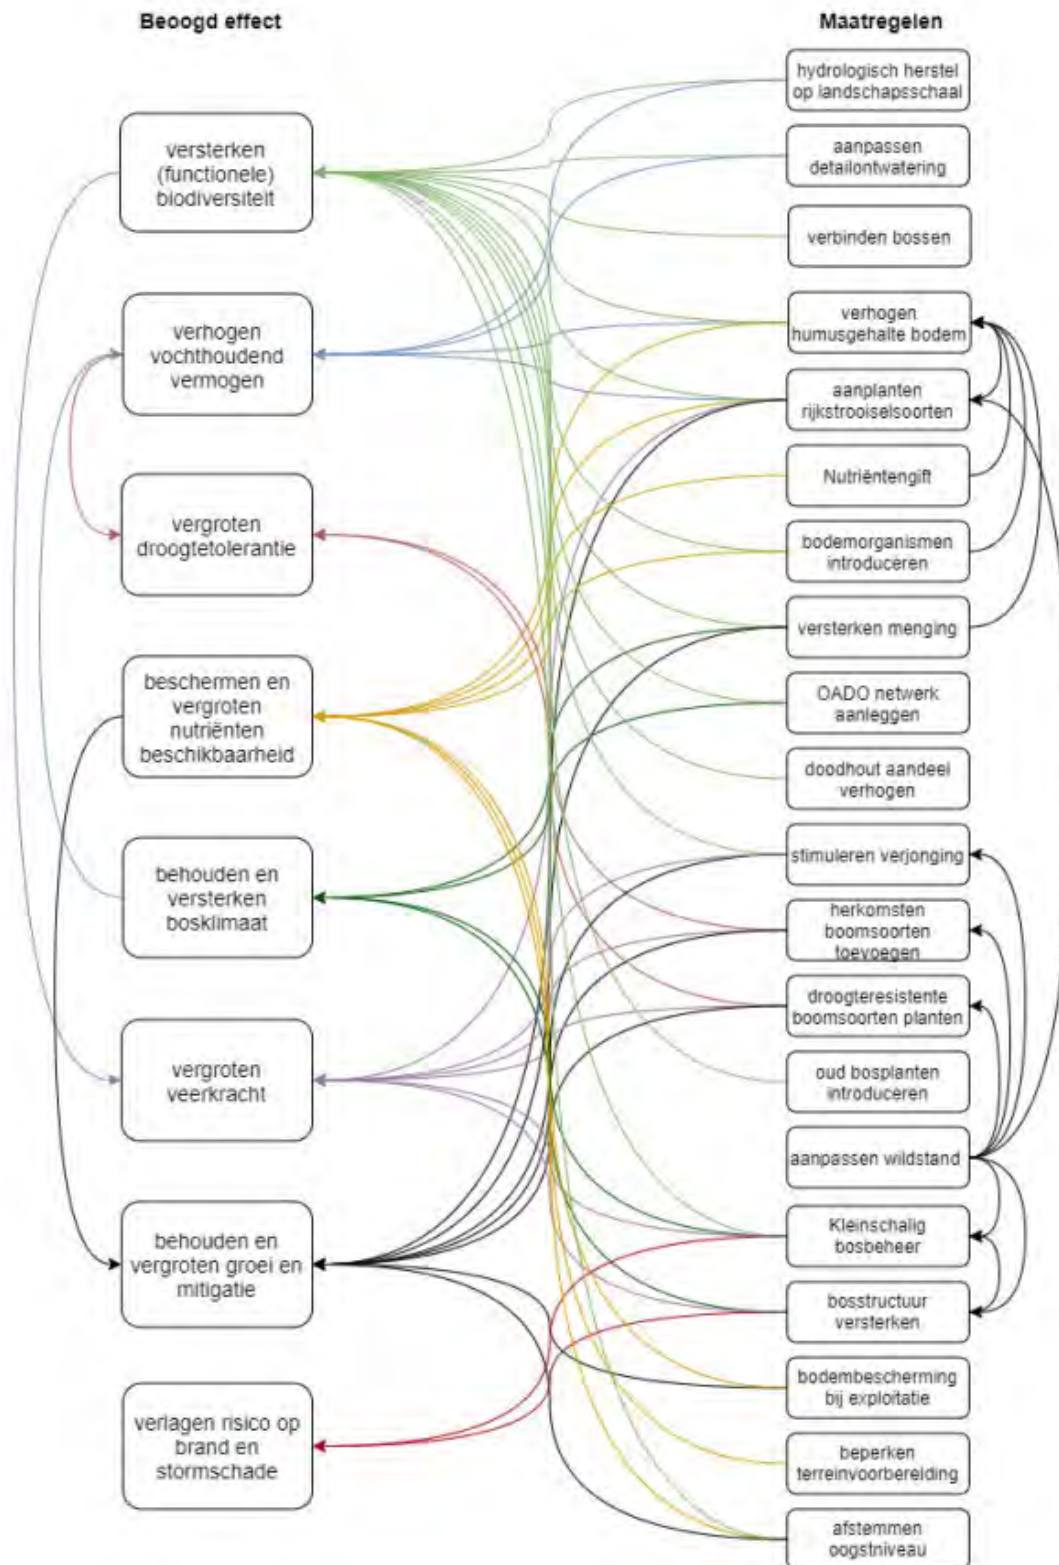 Beoogd effect
versterken
(functionele)
biodiversiteit
verhogen
vochthoudend
vermogen
vergroten
droogtetolerantie
beschermen en
vergroten
nutriënten
beschikbaarheid
behouden en
versterken
bosklimaat
vergroten
veerkracht
behouden en
vergroten groei en
mitigatie
verlagen risico op
brand en
stormschade
Maatregelen
hydrologisch herstel
op landschapsschaal
aanpassen
detailontwatering
verbinden bossen
verhogen
humusgehalte bodem
aanplanten
rijkstrooiselsoorten
Nutriëntengift
bodemorganismen
introduceren
versterken menging
OADO netwerk
aanleggen
doodhout aandeel
verhogen
stimuleren verjonging
herkomsten
boomsoorten
toevoegen
droogteresistente
boomsoorten planten
oud bosplanten
introduceren
aanpassen wildstand
Kleinschalig
bosbeheer
bosstructuur
versterken
bodembescherming
bij exploitatie
beperken
terreinvoorbereiding
afstemmen
oogstniveau